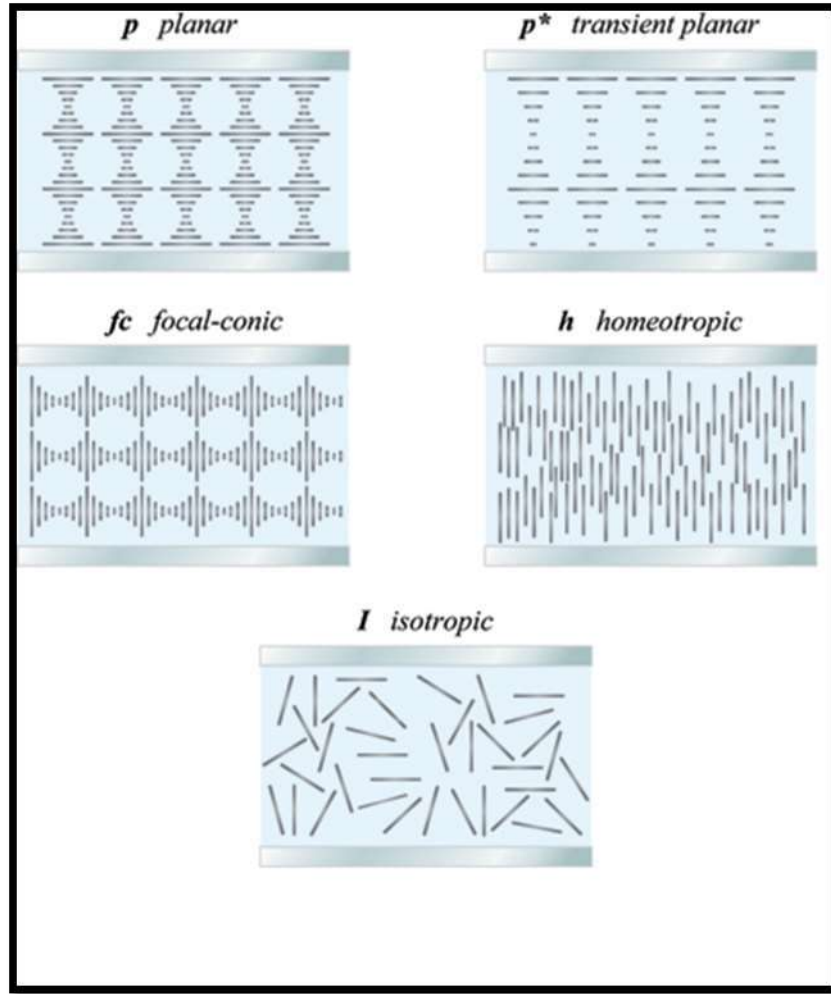 p planar
p* transient planar
fc focal-conic
h homeotropic
I isotropic